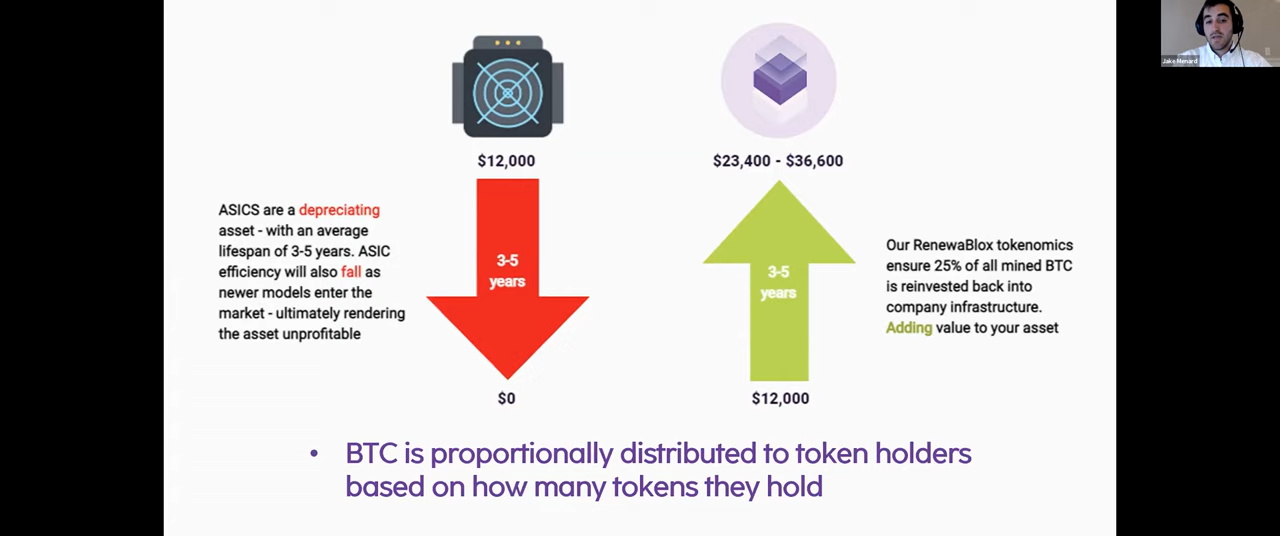 Jake Menard
$12,000
$23,400 - $36,600
ASICS are a depreciating
asset - with an average
lifespan of 3-5 years. ASIC
efficiency will also fall as
newer models enter the
market - ultimately rendering
the asset unprofitable
3-5
years
3-5
years
Our RenewaBlox tokenomics
ensure 25% of all mined BTC
is reinvested back into
company infrastructure.
Adding value to your asset
$0
$12,000
• BTC is proportionally distributed to token holders
based on how many tokens they hold